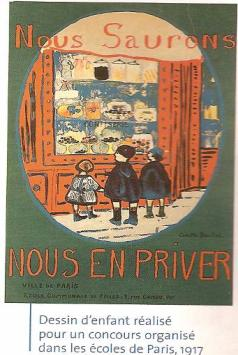 Nous Saurons
NOUS EN PRIVER
VILLE DE PARIS
Dessin d'enfant réalisé
pour un concours organisé
dans les écoles de Paris, 1917